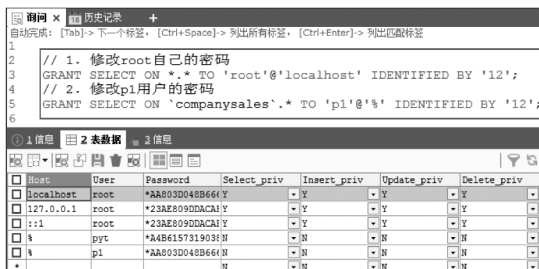 询问 × 历史记录 +
自动完成: [Tab]-> 下一个标签, [Ctrl+Space]-> 列出所有标签, [Ctrl+Enter]-> 列出匹配标签
1
2 // 1. 修改root自己的密码
3 GRANT SELECT ON *.* TO 'root'@'localhost' IDENTIFIED BY '12';
4 // 2. 修改p1用户的密码
5 GRANT SELECT ON `companysales`.* TO 'p1'@'%' IDENTIFIED BY '12';
6
1 信息 2 表数据 3 信息
Host User Password Select_priv Insert_priv Update_priv Delete_priv
localhost root *AA803D048B666 Y Y Y Y
127.0.0.1 root *23AE809DDACAE Y Y Y Y
::1 root *23AE809DDACAE Y Y Y Y
% pyt *A4B6157319038 N N N N
% p1 *AA803D048B666 N N N N
* N N N N